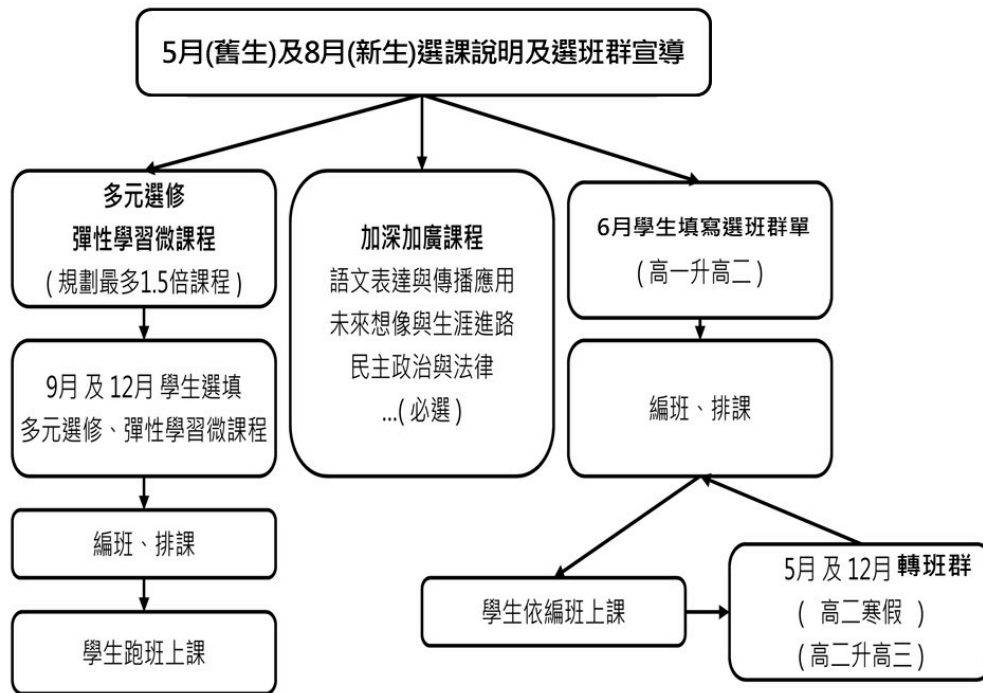 5月(舊生)及8月(新生)選課說明及選班群宣導
多元選修
彈性學習微課程
(規劃最多1.5倍課程)
9月 及 12月 學生選填
多元選修、彈性學習微課程
編班、排課
學生跑班上課
加深加廣課程
語文表達與傳播應用
未來想像與生涯進路
民主政治與法律
...(必選)
6月學生填寫選班群單
(高一升高二)
編班、排課
學生依編班上課
5月 及 12月 轉班群
( 高二寒假 )
(高二升高三)